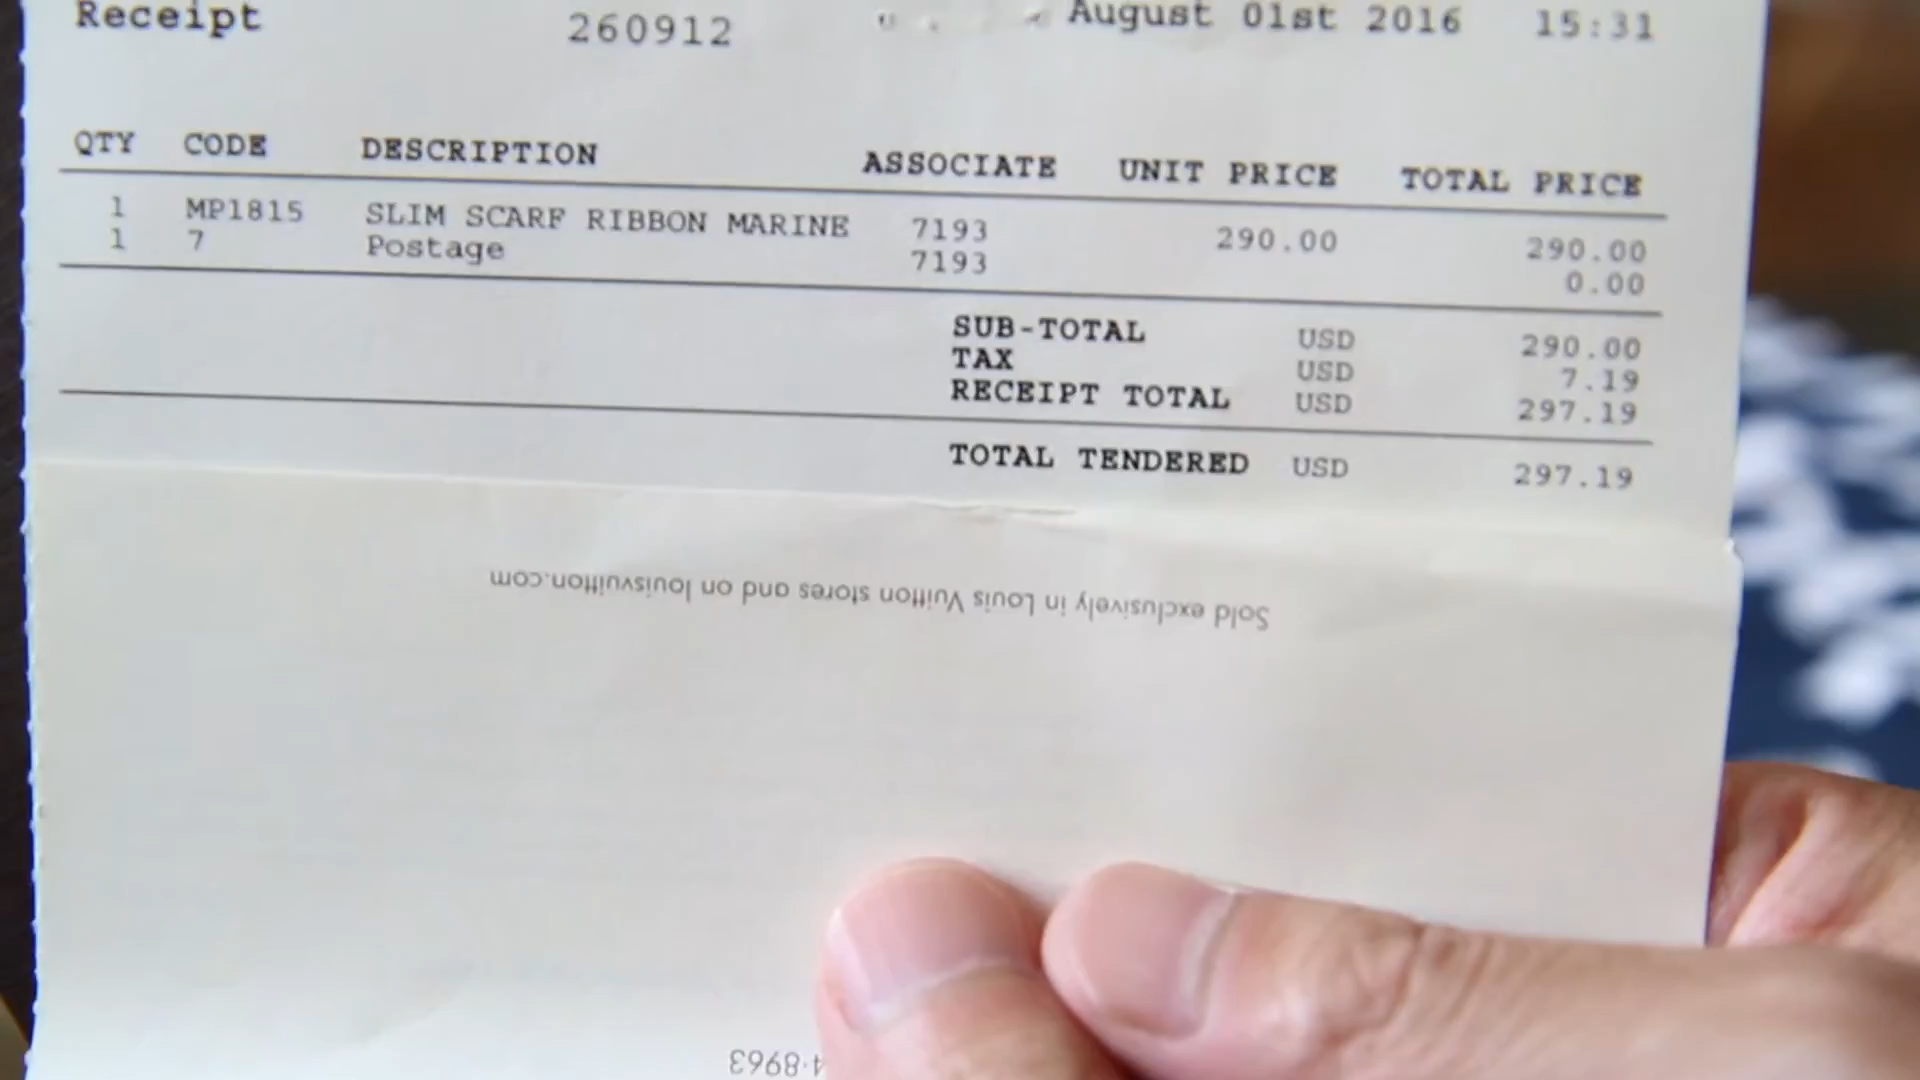 Receipt 260912 August 01st 2016 15:31
QTY CODE DESCRIPTION ASSOCIATE UNIT PRICE TOTAL PRICE
1 MP1815 SLIM SCARF RIBBON MARINE 7193 290.00 290.00
1 7 Postage 7193 0.00
SUB-TOTAL USD 290.00
TAX USD 7.19
RECEIPT TOTAL USD 297.19
TOTAL TENDERED USD 297.19
Sold exclusively in Louis Vuitton stores and on louisvuitton.com
4-8963